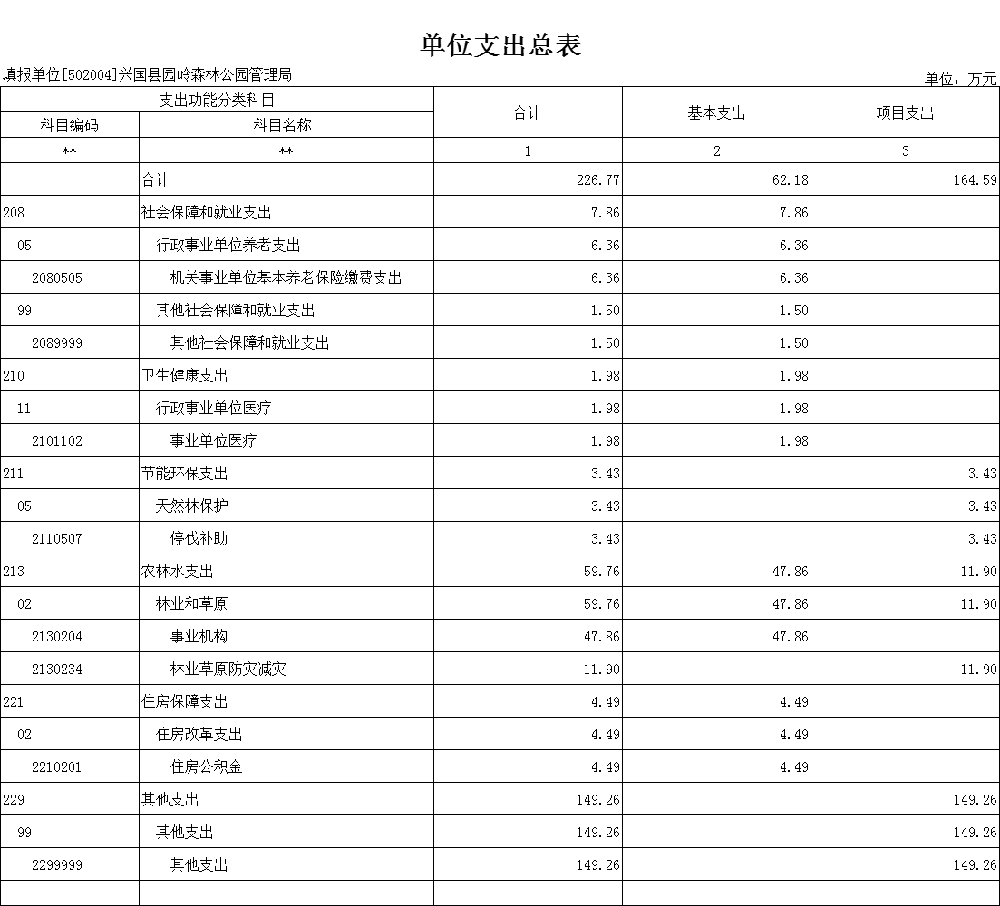 单位支出总表
填报单位[502004]兴国县园岭森林公园管理局 单位：万元
支出功能分类科目 合计 基本支出 项目支出
科目编码 科目名称
** ** 1 2 3
合计 226.77 62.18 164.59
208 社会保障和就业支出 7.86 7.86
05 行政事业单位养老支出 6.36 6.36
2080505 机关事业单位基本养老保险缴费支出 6.36 6.36
99 其他社会保障和就业支出 1.50 1.50
2089999 其他社会保障和就业支出 1.50 1.50
210 卫生健康支出 1.98 1.98
11 行政事业单位医疗 1.98 1.98
2101102 事业单位医疗 1.98 1.98
211 节能环保支出 3.43 3.43
05 天然林保护 3.43 3.43
2110507 停伐补助 3.43 3.43
213 农林水支出 59.76 47.86 11.90
02 林业和草原 59.76 47.86 11.90
2130204 事业机构 47.86 47.86
2130234 林业草原防灾减灾 11.90 11.90
221 住房保障支出 4.49 4.49
02 住房改革支出 4.49 4.49
2210201 住房公积金 4.49 4.49
229 其他支出 149.26 149.26
99 其他支出 149.26 149.26
2299999 其他支出 149.26 149.26